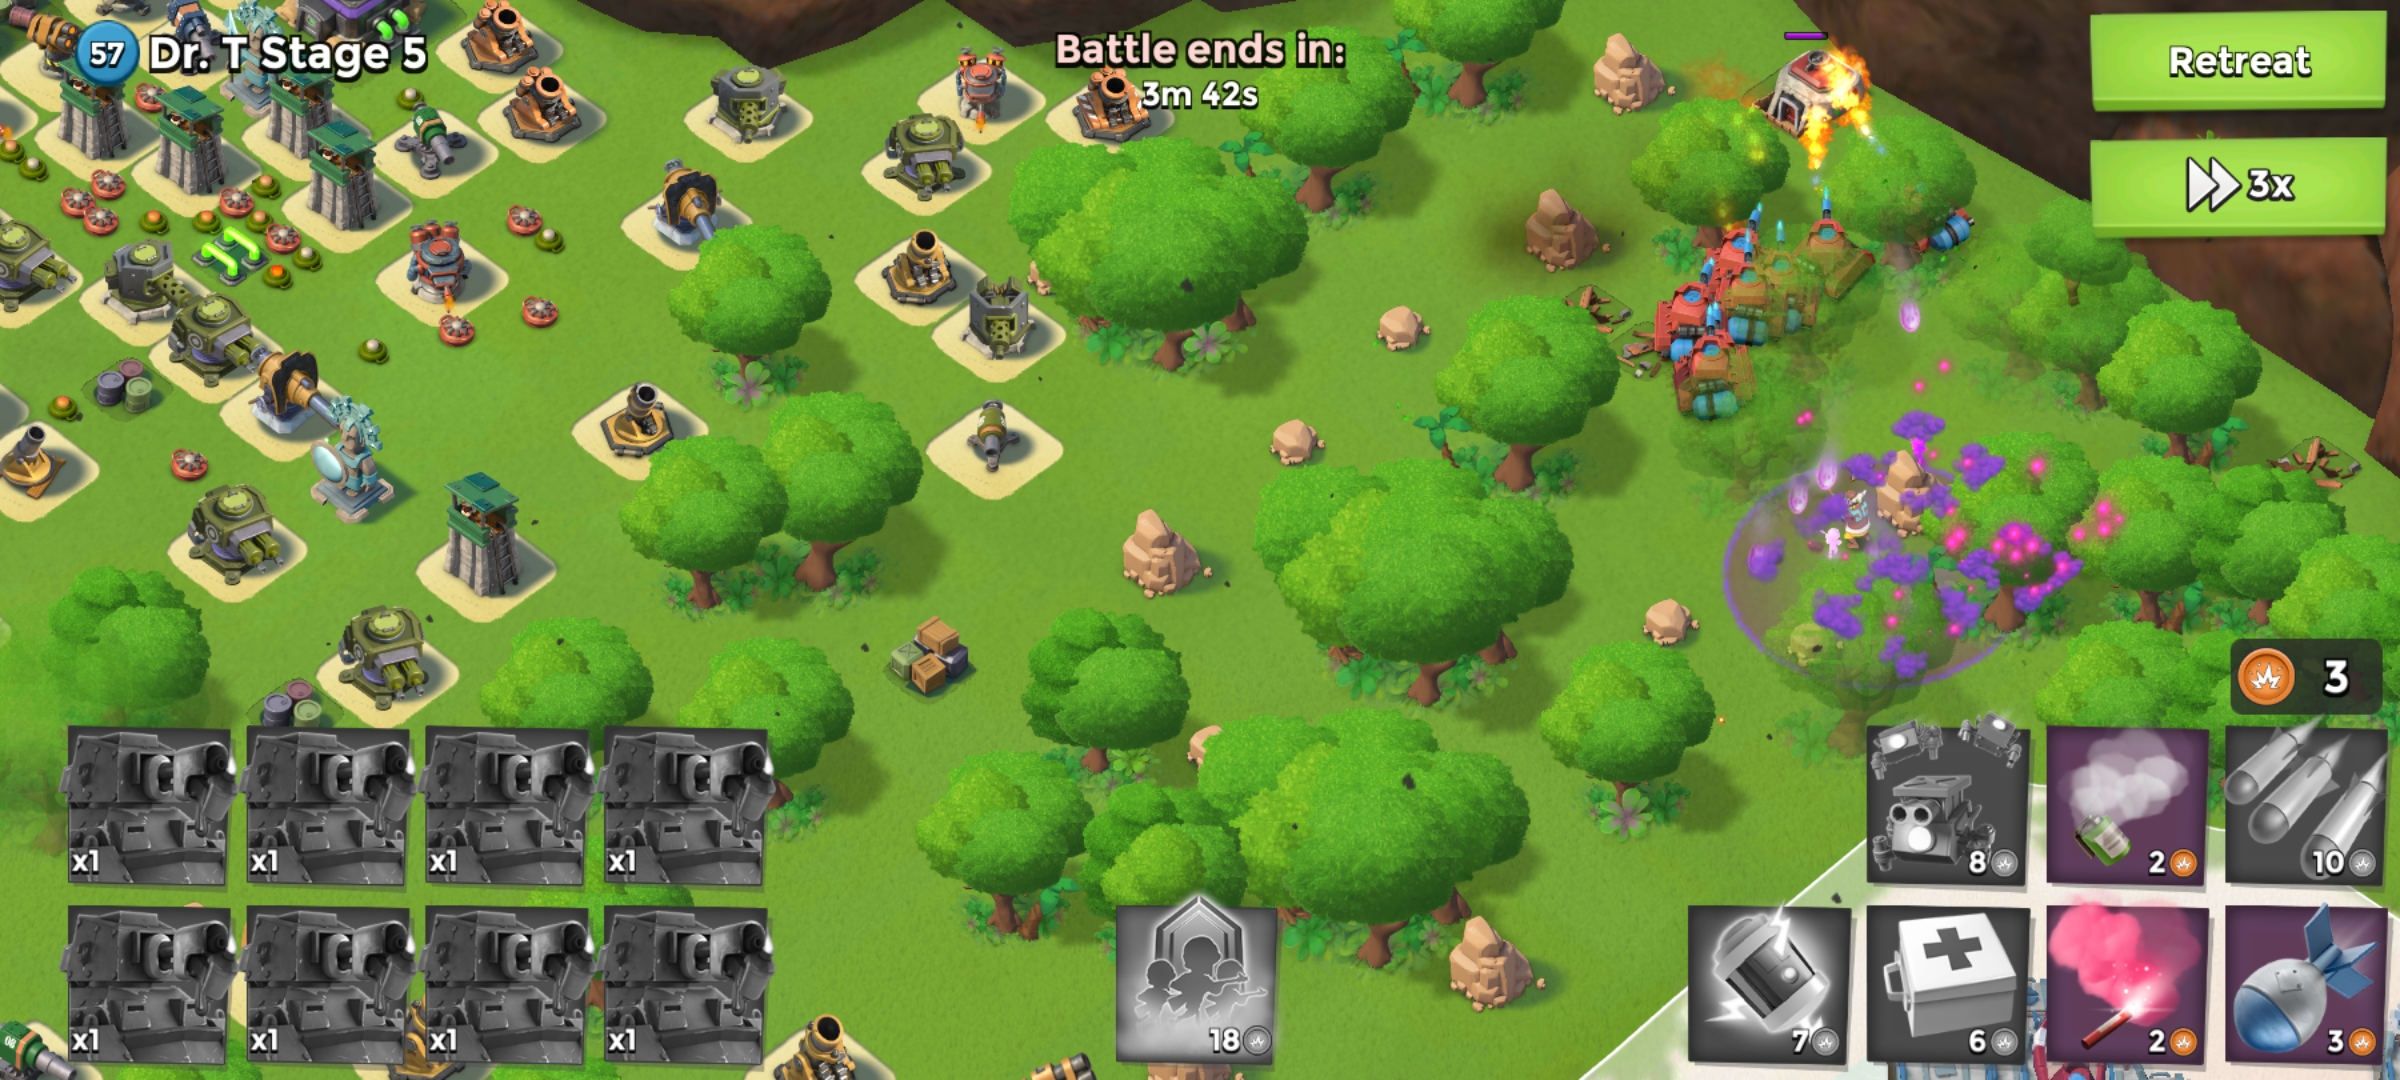 57 Dr. T Stage 5
Battle ends in:
3m 42s
Retreat
3x
3
x1 x1 x1 x1
8 2 10
x1 x1 x1 x1
18
7 6 2 3